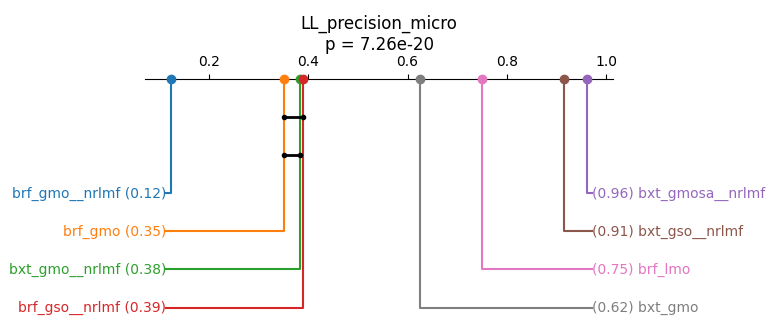 LL_precision_micro
p = 7.26e-20
0.2 0.4 0.6 0.8 1.0
brf_gmo__nrlmf (0.12) (0.96) bxt_gmosa__nrlmf
brf_gmo (0.35) (0.91) bxt_gso__nrlmf
bxt_gmo__nrlmf (0.38) (0.75) brf_lmo
brf_gso__nrlmf (0.39) (0.62) bxt_gmo